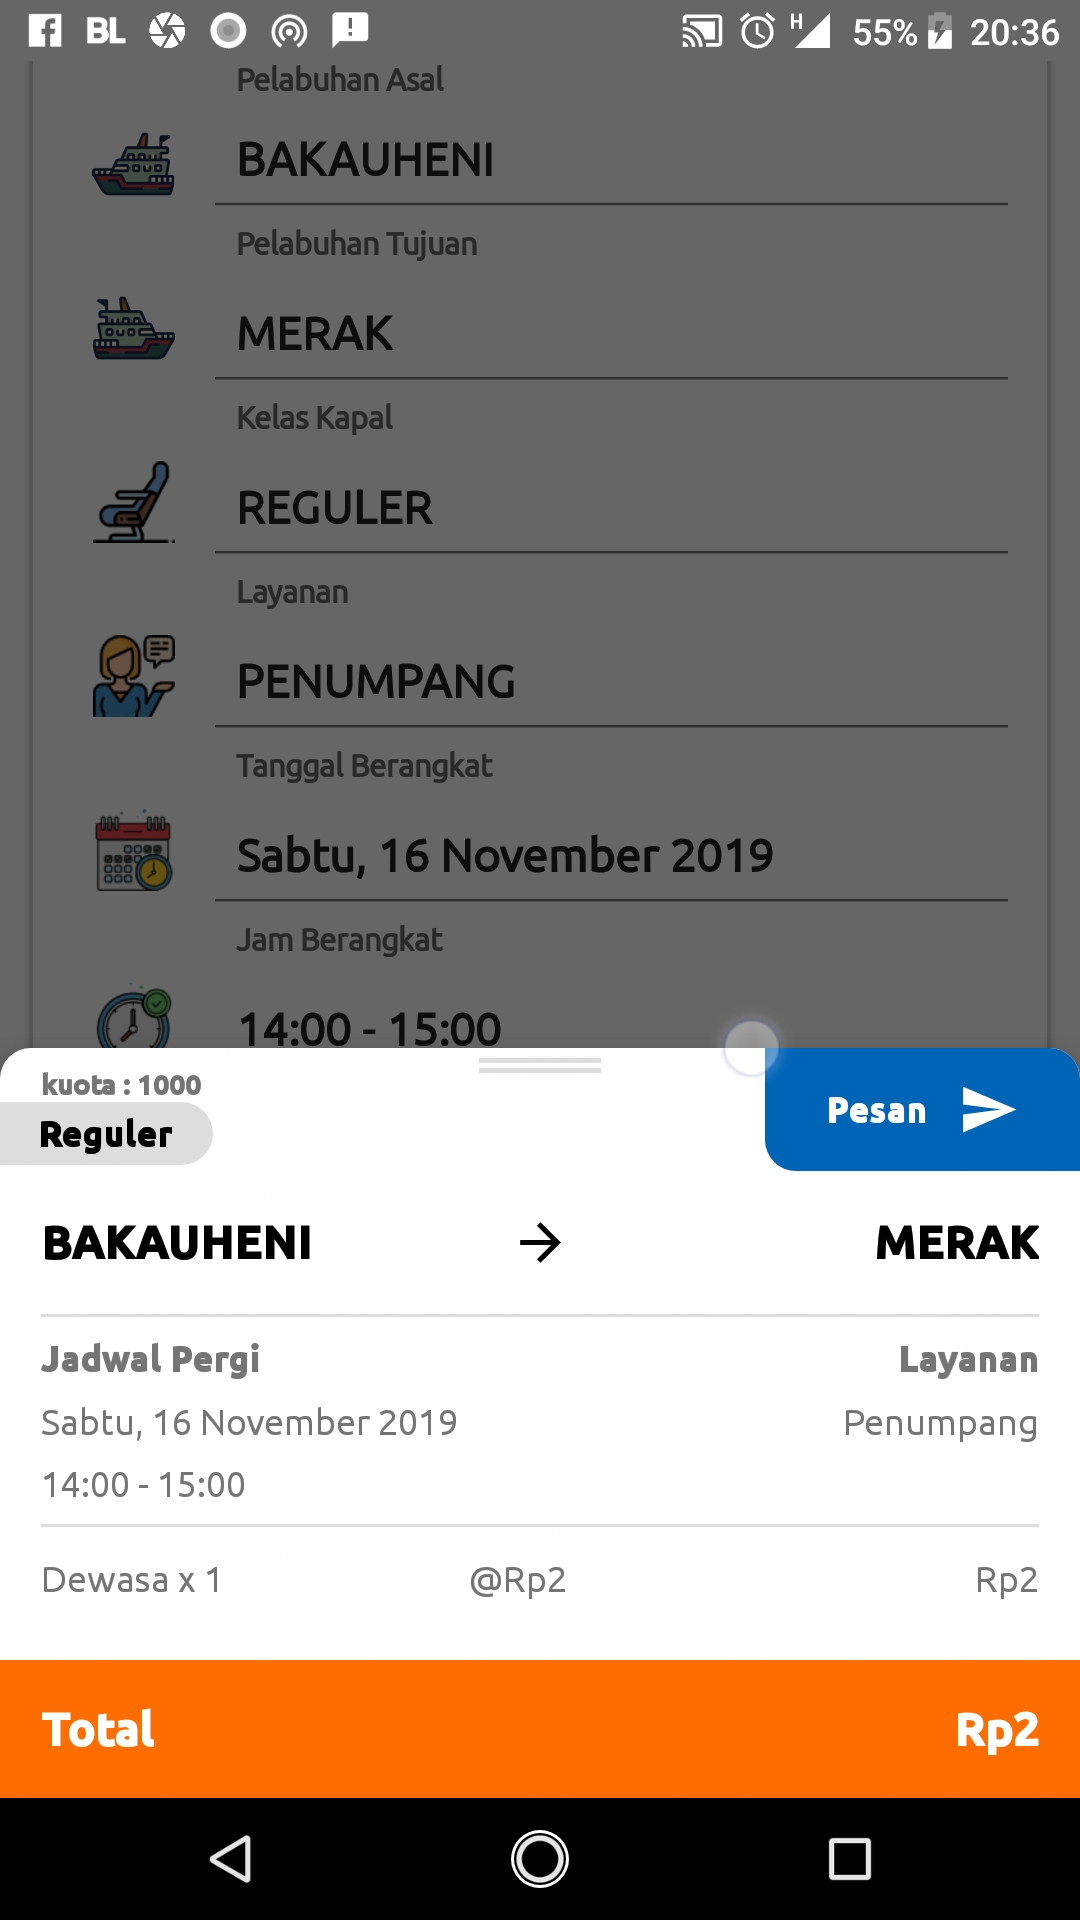 BL H 55% 20:36
Pelabuhan Asal
BAKAUHENI
Pelabuhan Tujuan
MERAK
Kelas Kapal
REGULER
Layanan
PENUMPANG
Tanggal Berangkat
Sabtu, 16 November 2019
Jam Berangkat
14:00 - 15:00
kuota : 1000
Reguler
Pesan
BAKAUHENI MERAK
Jadwal Pergi Layanan
Sabtu, 16 November 2019 Penumpang
14:00 - 15:00
Dewasa x 1 @Rp2 Rp2
Total Rp2